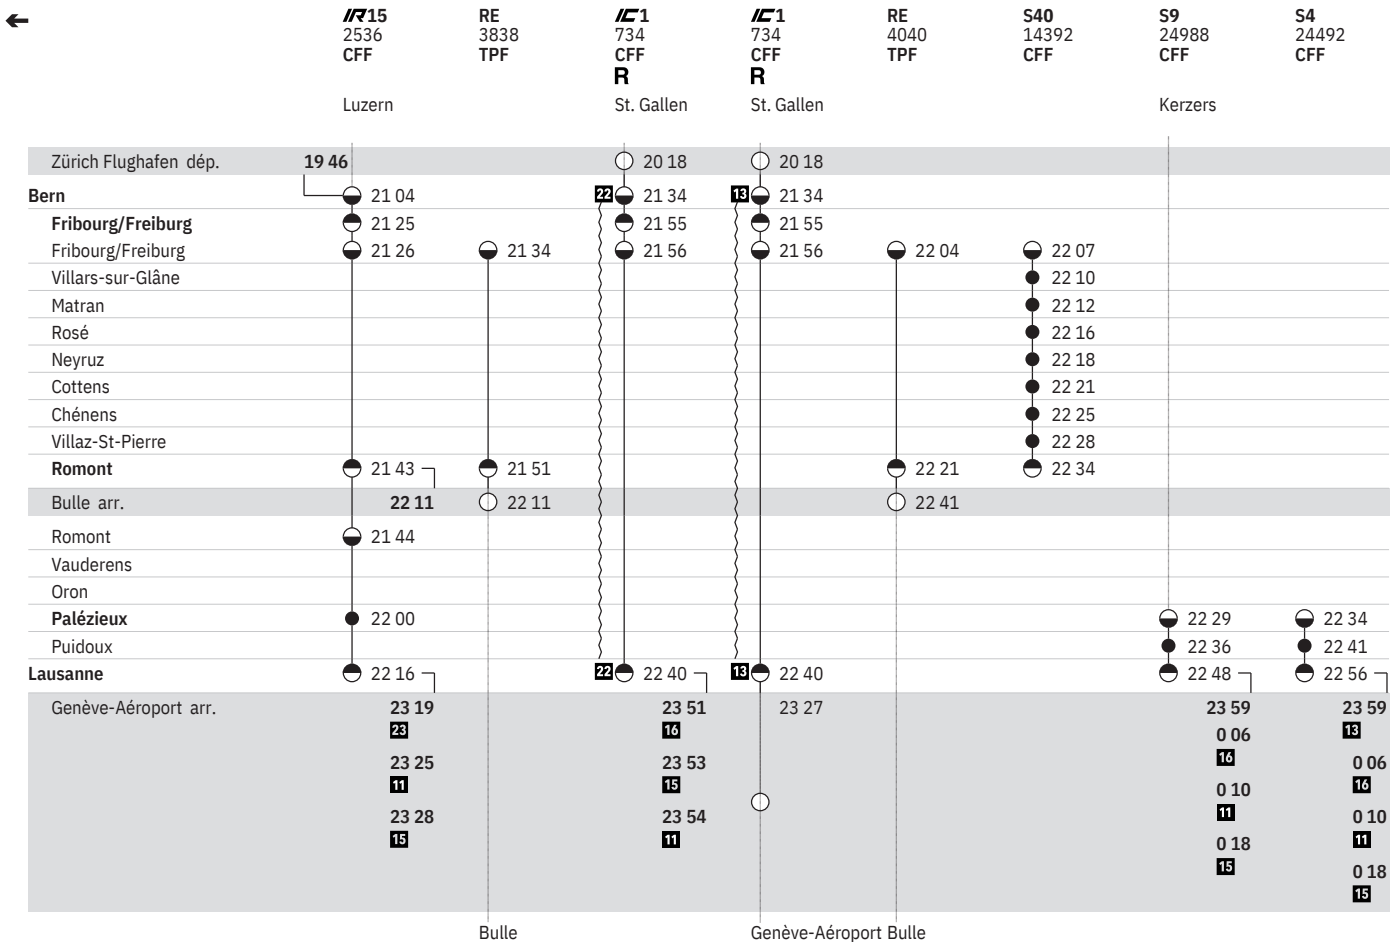 IR15 RE IC1 IC1 RE S40 S9 S4
2536 3838 734 734 4040 14392 24988 24492
CFF TPF CFF CFF TPF CFF CFF CFF
R R
Luzern St. Gallen St. Gallen Kerzers
Zürich Flughafen dép. 19 46 20 18 20 18
Bern 21 04 22 21 34 13 21 34
Fribourg/Freiburg 21 25 21 55 21 55
Fribourg/Freiburg 21 26 21 34 21 56 21 56 22 04 22 07
Villars-sur-Glâne 22 10
Matran 22 12
Rosé 22 16
Neyruz 22 18
Cottens 22 21
Chénens 22 25
Villaz-St-Pierre 22 28
Romont 21 43 21 51 22 21 22 34
Bulle arr. 22 11 22 11 22 41
Romont 21 44
Vauderens
Oron
Palézieux 22 00 22 29 22 34
Puidoux 22 36 22 41
Lausanne 22 16 22 22 40 13 22 40 22 48 22 56
Genève-Aéroport arr. 23 19 23 51 23 27 23 59 23 59
23 16 13
0 06
23 25 23 53 16 0 06
11 15 16
0 10
23 28 23 54 11 0 10
15 11 11
0 18
15 0 18
15
Bulle Genève-Aéroport Bulle